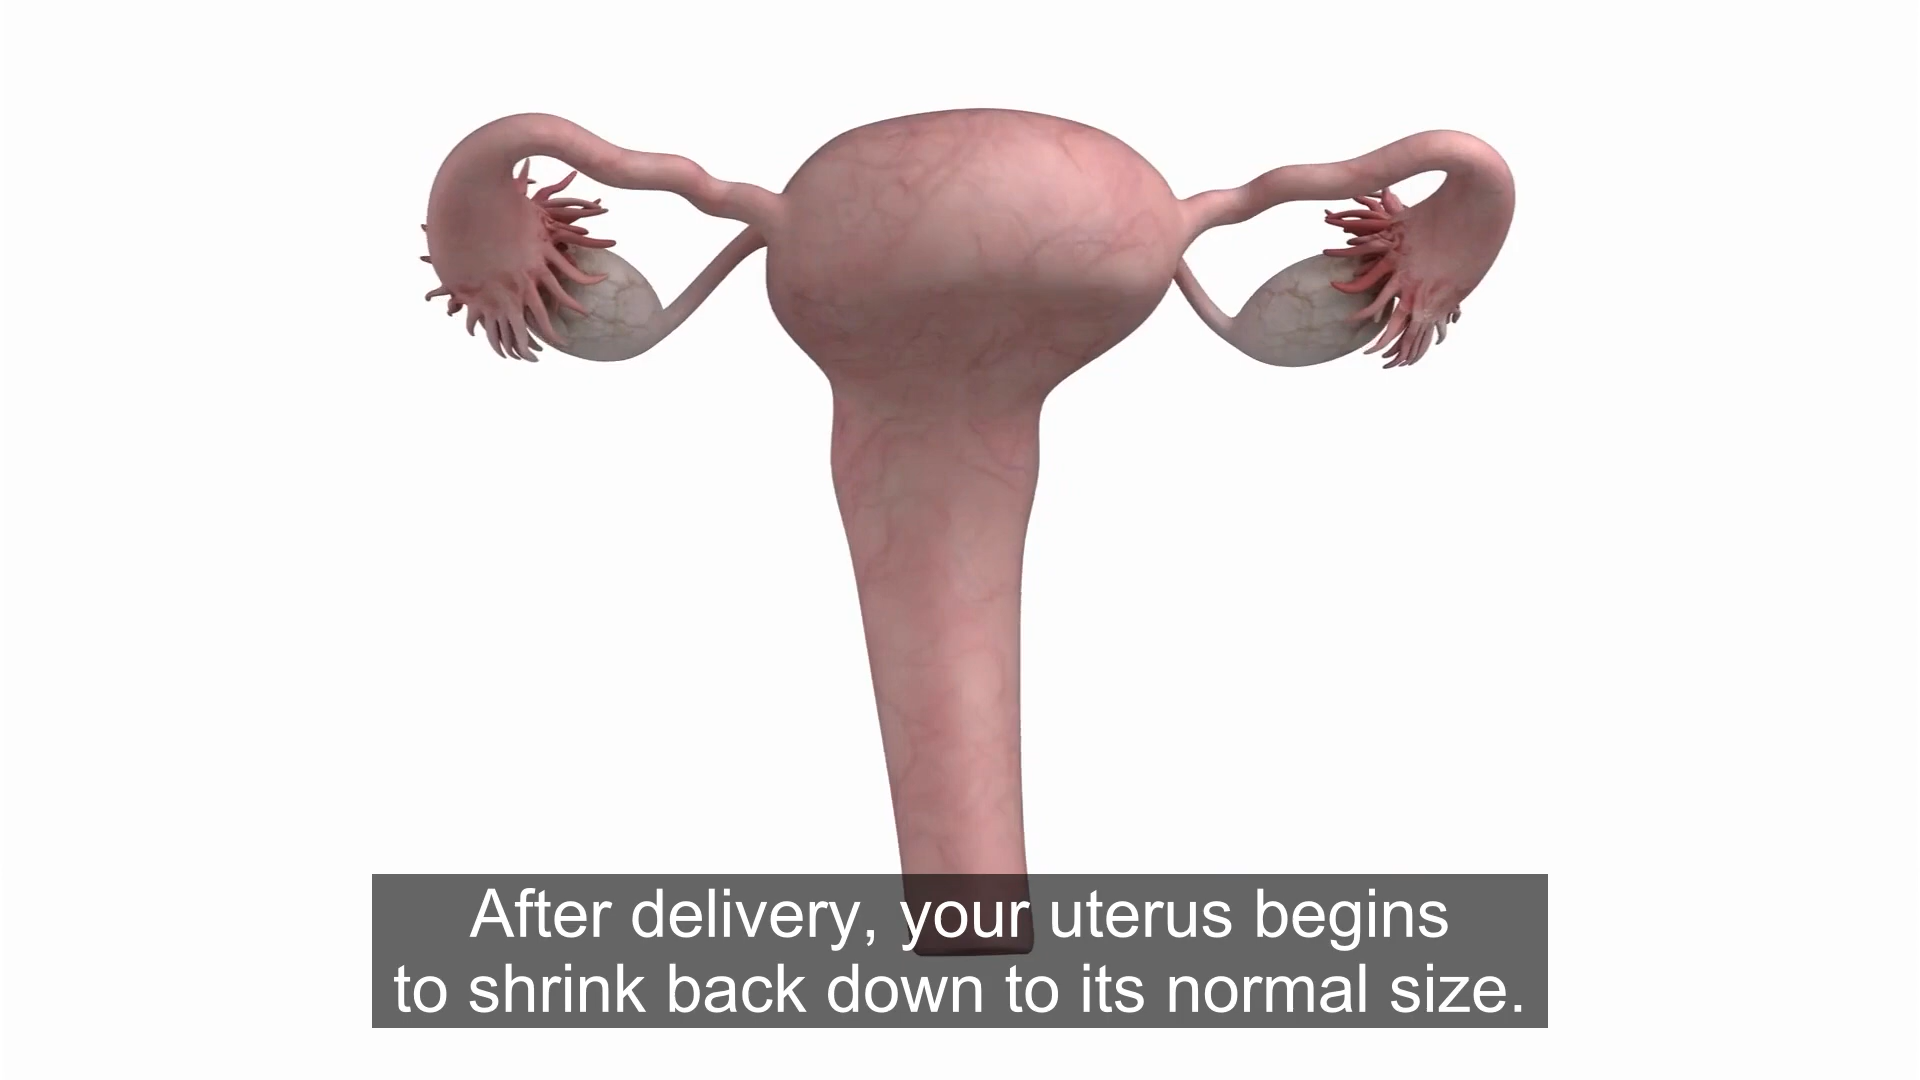 After delivery, your uterus begins
to shrink back down to its normal size.